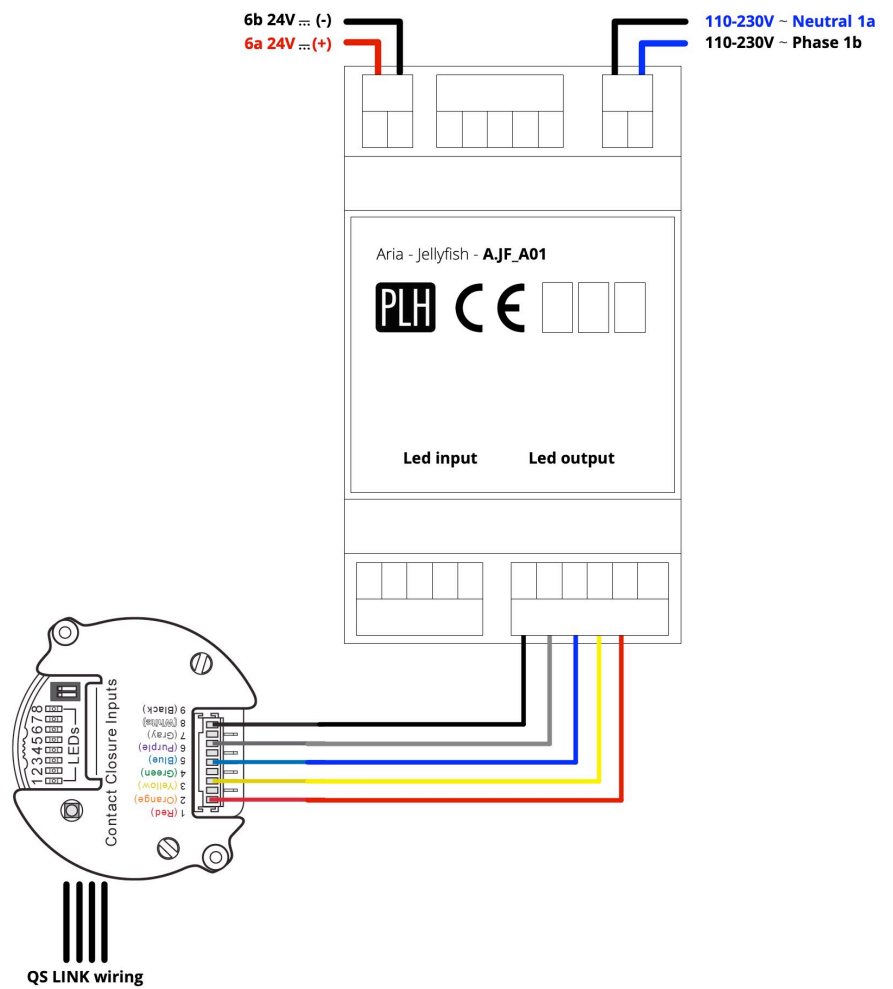 6b 24V ⎓ (-)
6a 24V ⎓ (+)
110-230V ~ Neutral 1a
110-230V ~ Phase 1b
Aria - Jellyfish - A.JF_A01
PLH CE
Led input
Led output
9 (Black)
8 (White)
7 (Gray)
6 (Purple)
5 (Blue)
4 (Green)
3 (Yellow)
2 (Orange)
1 (Red)
12345678
LEDs
Contact Closure Inputs
QS LINK wiring